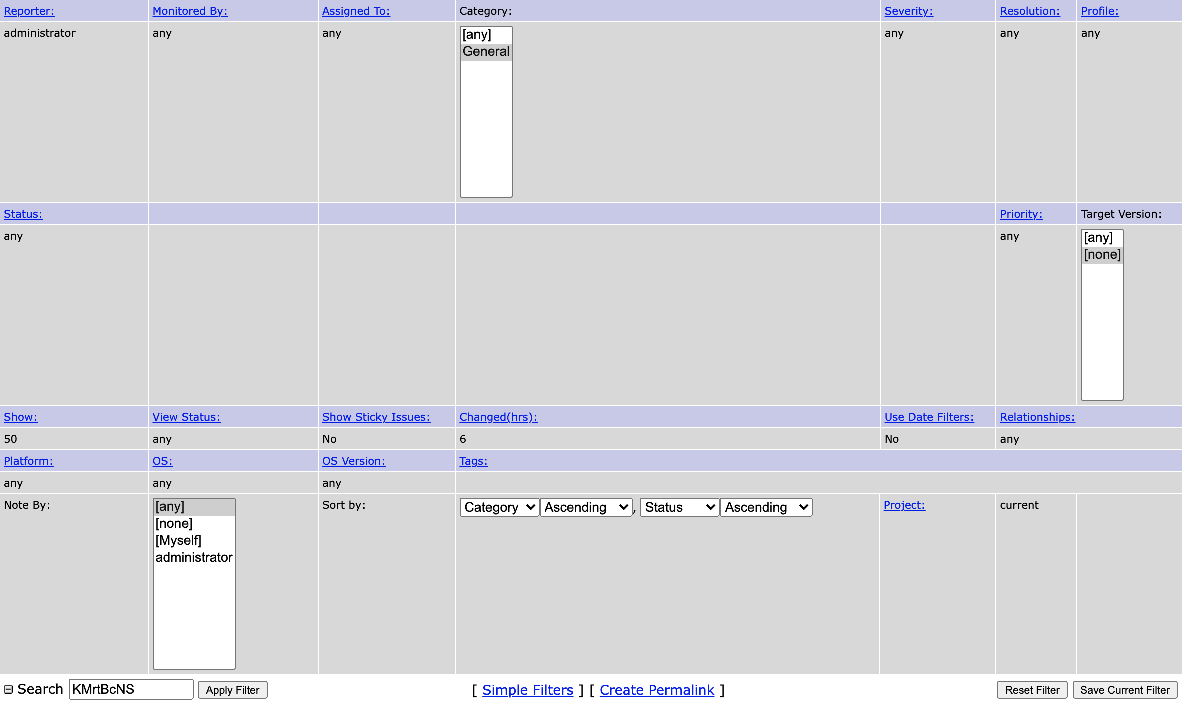 Reporter: Monitored By: Assigned To: Category: Severity: Resolution: Profile:
administrator any any [any] any any any
General
Status: Priority: Target Version:
any any [any]
[none]
Show: View Status: Show Sticky Issues: Changed(hrs): Use Date Filters: Relationships:
50 any No 6 No any
Platform: OS: OS Version: Tags:
any any any
Note By: [any] Sort by: Category Ascending , Status Ascending Project: current
[none]
[Myself]
administrator
Search KMrtBcNS Apply Filter [ Simple Filters ] [ Create Permalink ] Reset Filter Save Current Filter